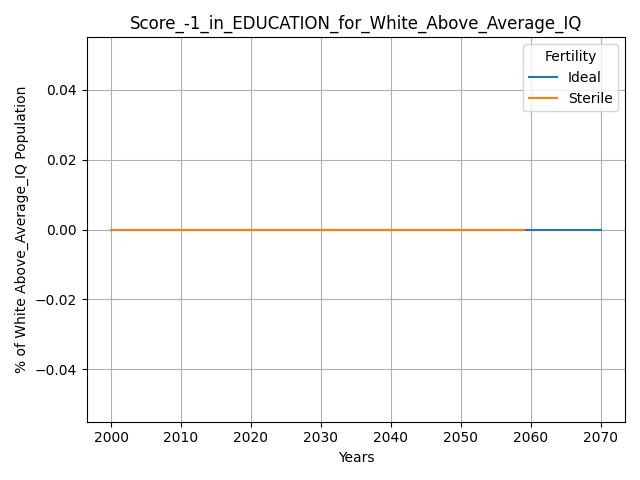 Score_-1_in_EDUCATION_for_White_Above_Average_IQ
Fertility
Ideal
Sterile
% of White Above_Average_IQ Population
0.04
0.02
0.00
−0.02
−0.04
2000 2010 2020 2030 2040 2050 2060 2070
Years